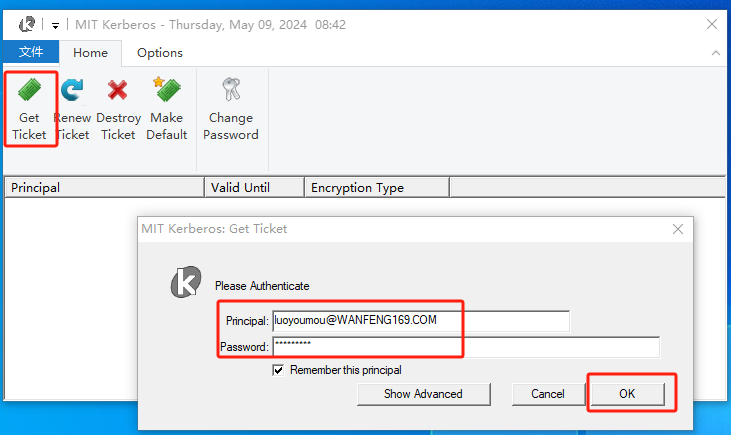 MIT Kerberos - Thursday, May 09, 2024 08:42
文件 Home Options
Get Ticket
Renew Ticket
Destroy Ticket
Make Default
Change Password
Principal Valid Until Encryption Type
MIT Kerberos: Get Ticket
Please Authenticate
Principal: luoyoumou@WANFENG169.COM
Password: *********
Remember this principal
Show Advanced Cancel OK